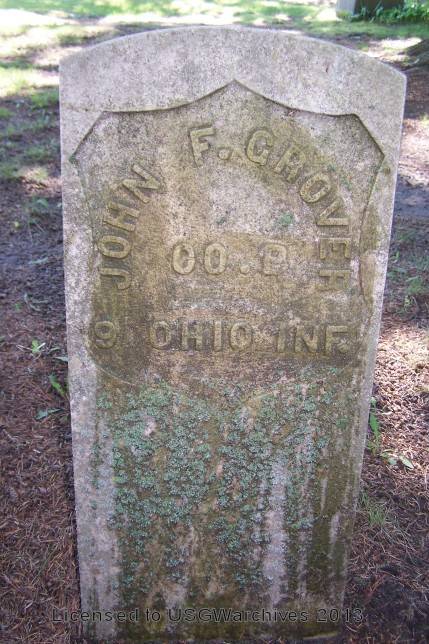 JOHN F. GROVER
CO.
9 OHIO INF.
Licensed to USGWarchives 2013